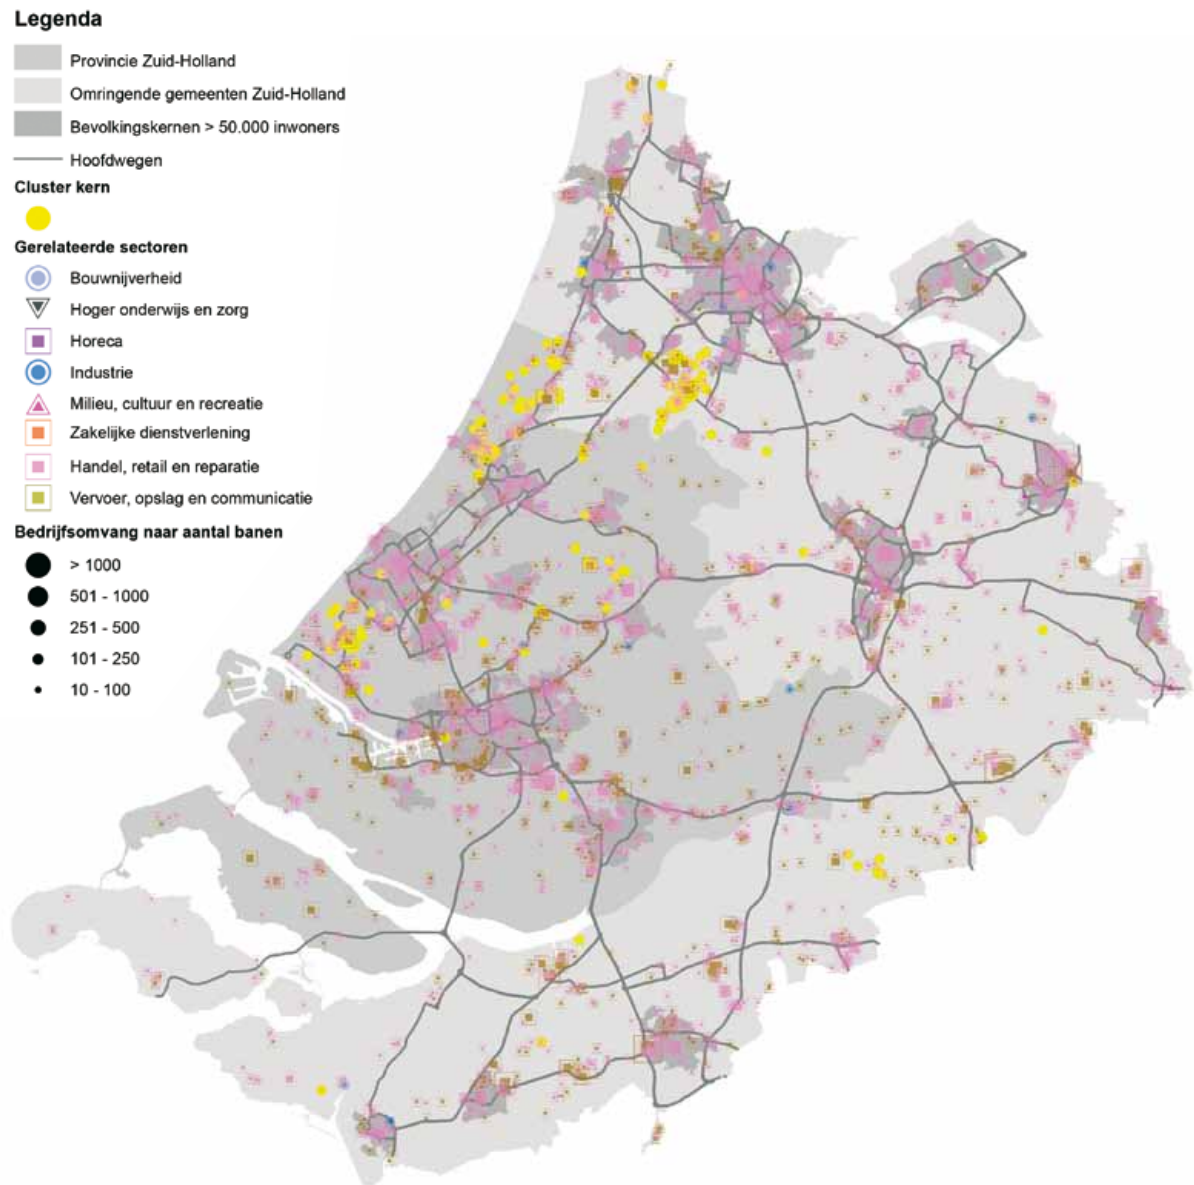 Legenda
Provincie Zuid-Holland
Omringende gemeenten Zuid-Holland
Bevolkingskernen > 50.000 inwoners
Hoofdwegen
Cluster kern
Gerelateerde sectoren
Bouwnijverheid
Hoger onderwijs en zorg
Horeca
Industrie
Milieu, cultuur en recreatie
Zakelijke dienstverlening
Handel, retail en reparatie
Vervoer, opslag en communicatie
Bedrijfsomvang naar aantal banen
> 1000
501 - 1000
251 - 500
101 - 250
10 - 100